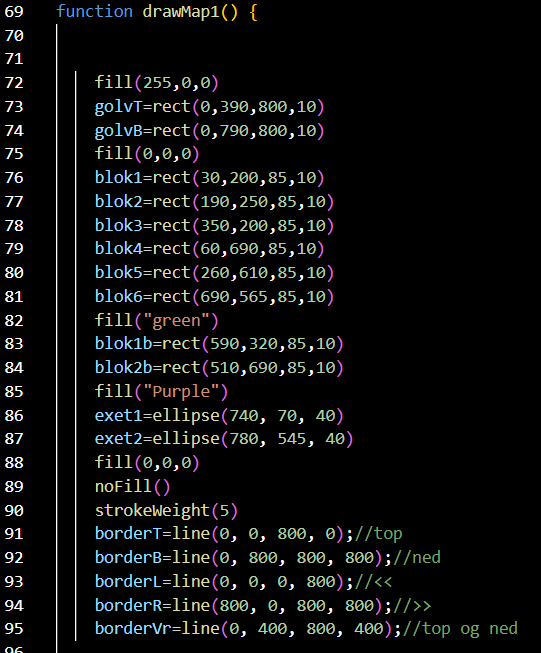 69 function drawMap1() {
70
71
72 fill(255,0,0)
73 golvT=rect(0,390,800,10)
74 golvB=rect(0,790,800,10)
75 fill(0,0,0)
76 blok1=rect(30,200,85,10)
77 blok2=rect(190,250,85,10)
78 blok3=rect(350,200,85,10)
79 blok4=rect(60,690,85,10)
80 blok5=rect(260,610,85,10)
81 blok6=rect(690,565,85,10)
82 fill("green")
83 blok1b=rect(590,320,85,10)
84 blok2b=rect(510,690,85,10)
85 fill("Purple")
86 exet1=ellipse(740, 70, 40)
87 exet2=ellipse(780, 545, 40)
88 fill(0,0,0)
89 noFill()
90 strokeWeight(5)
91 borderT=line(0, 0, 800, 0);//top
92 borderB=line(0, 800, 800, 800);//ned
93 borderL=line(0, 0, 0, 800);//<<
94 borderR=line(800, 0, 800, 800);//>>
95 borderVr=line(0, 400, 800, 400);//top og ned
96